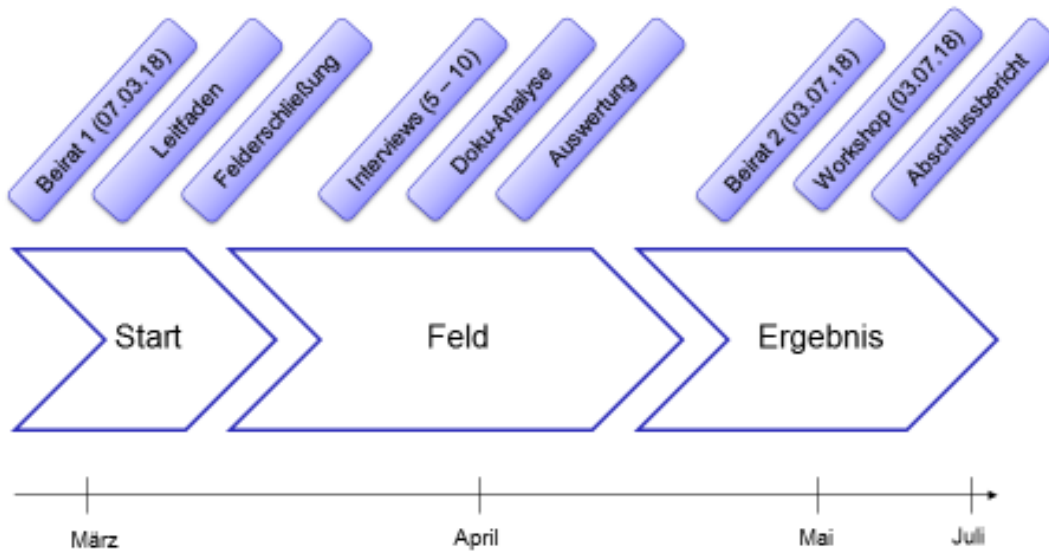 Beirat 1 (07.03.18)
Leitfaden
Felderschließung
Interviews (5 – 10)
Doku-Analyse
Auswertung
Beirat 2 (03.07.18)
Workshop (03.07.18)
Abschlussbericht
Start
Feld
Ergebnis
März
April
Mai
Juli